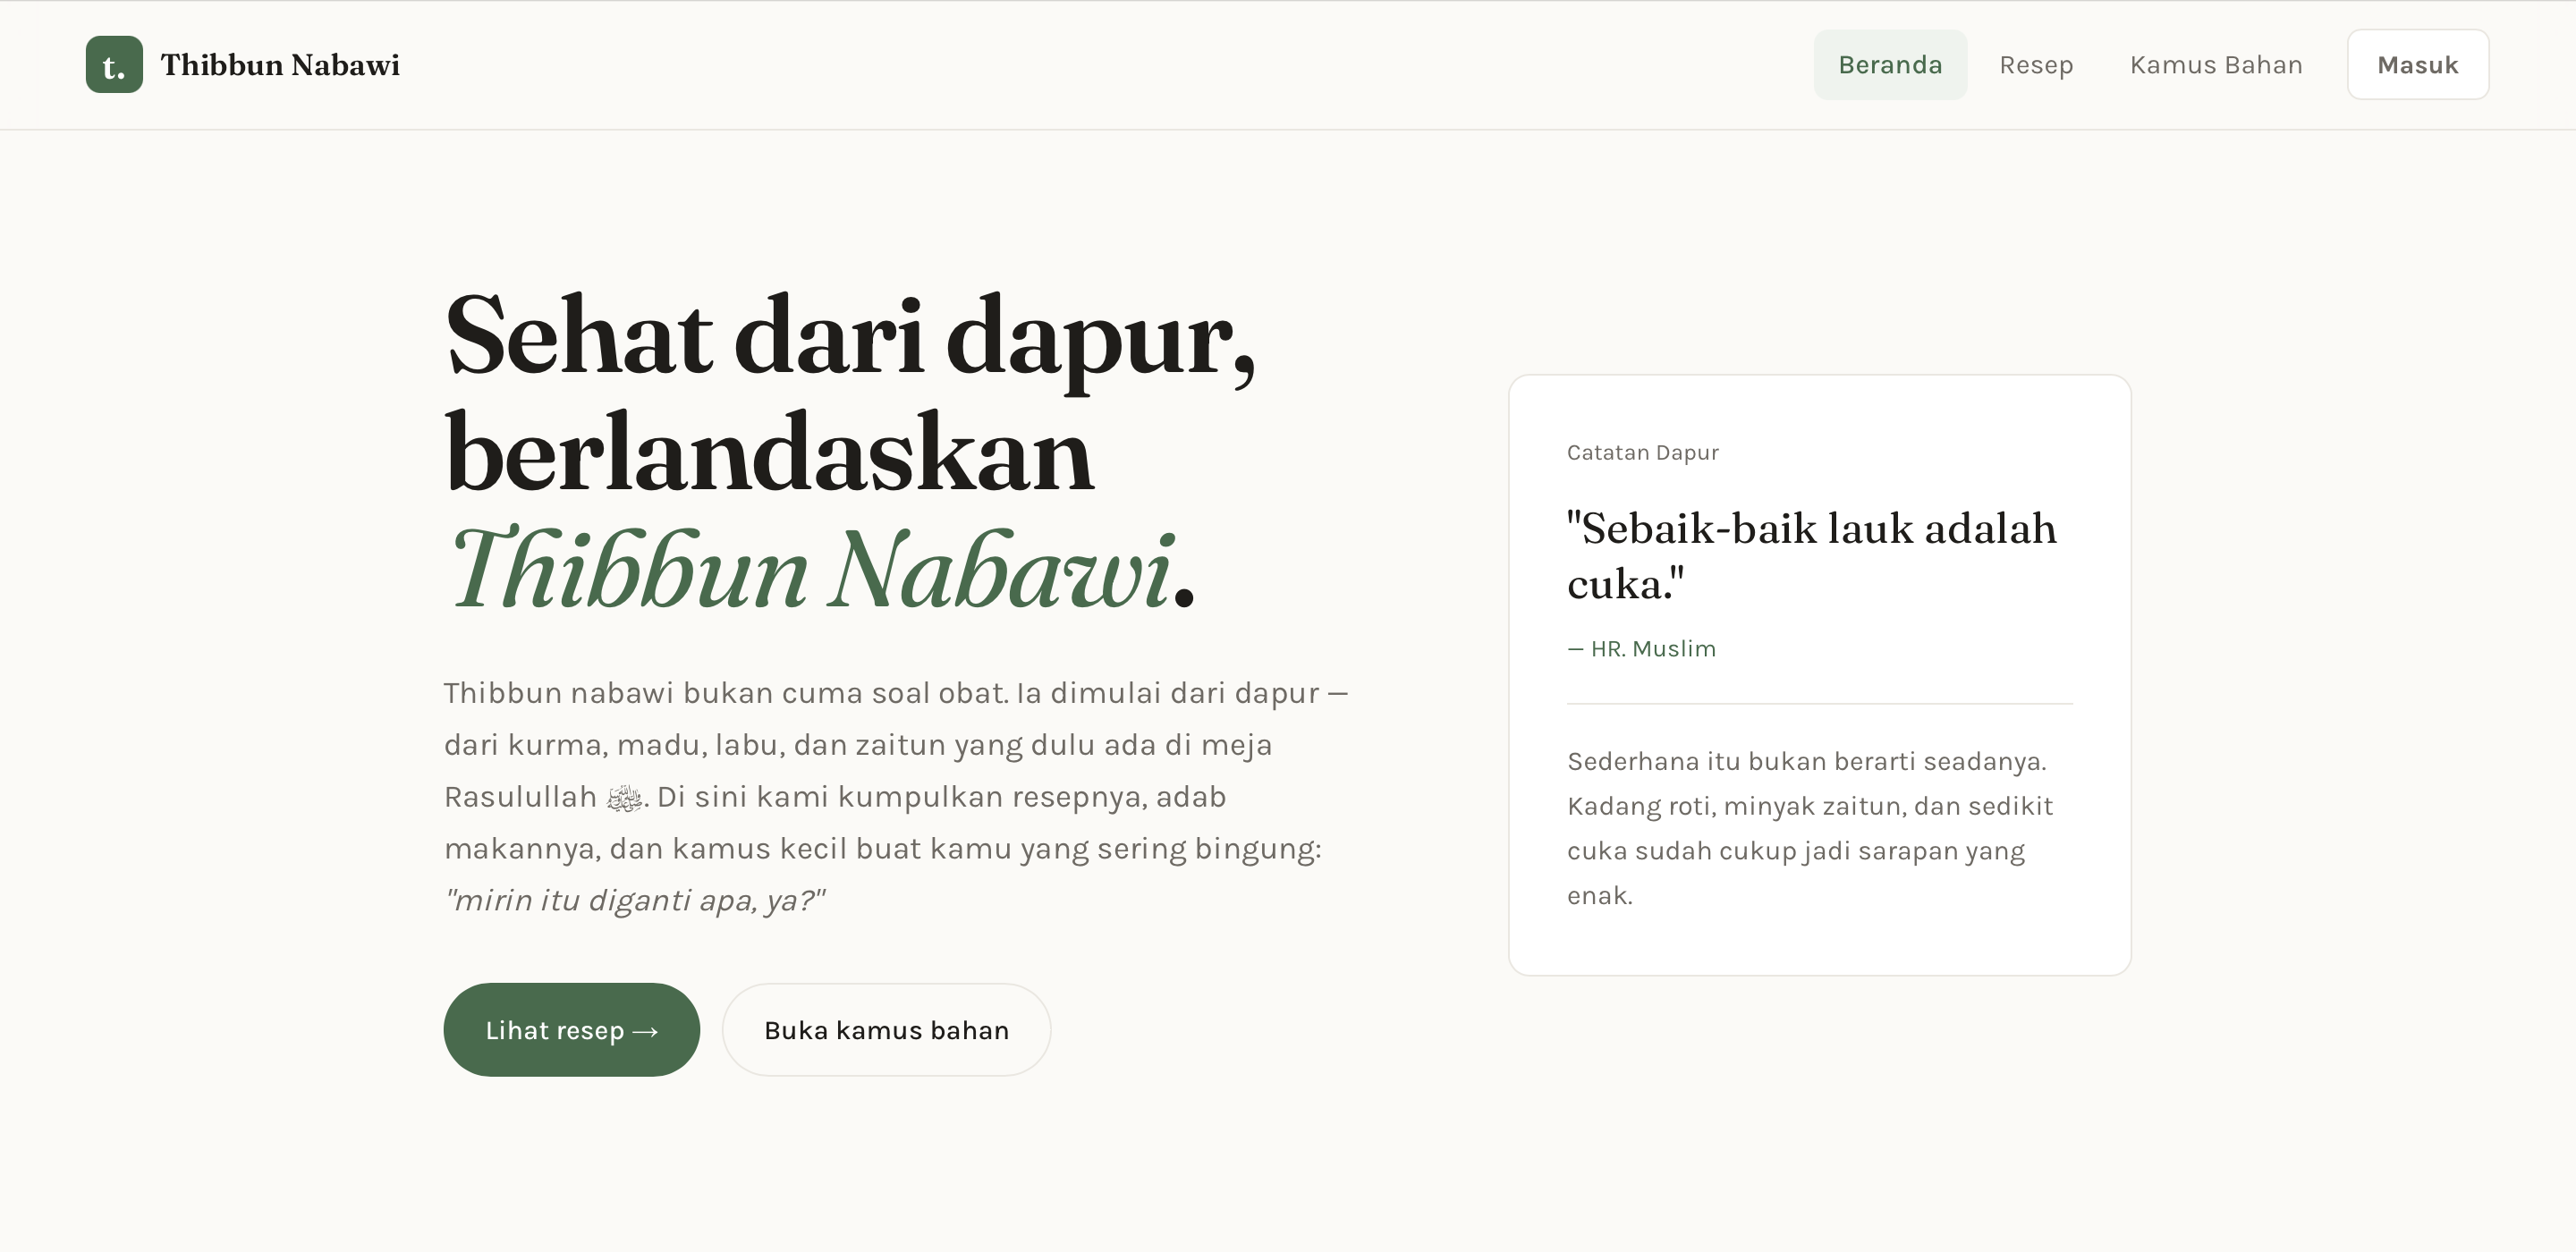 t.
Thibbun Nabawi
Beranda
Resep
Kamus Bahan
Masuk
Sehat dari dapur,
berlandaskan
Thibbun Nabawi.
Thibbun nabawi bukan cuma soal obat. Ia dimulai dari dapur —
dari kurma, madu, labu, dan zaitun yang dulu ada di meja
Rasulullah ﷺ. Di sini kami kumpulkan resepnya, adab
makannya, dan kamus kecil buat kamu yang sering bingung:
"mirin itu diganti apa, ya?"
Lihat resep →
Buka kamus bahan
Catatan Dapur
"Sebaik-baik lauk adalah
cuka."
— HR. Muslim
Sederhana itu bukan berarti seadanya.
Kadang roti, minyak zaitun, dan sedikit
cuka sudah cukup jadi sarapan yang
enak.